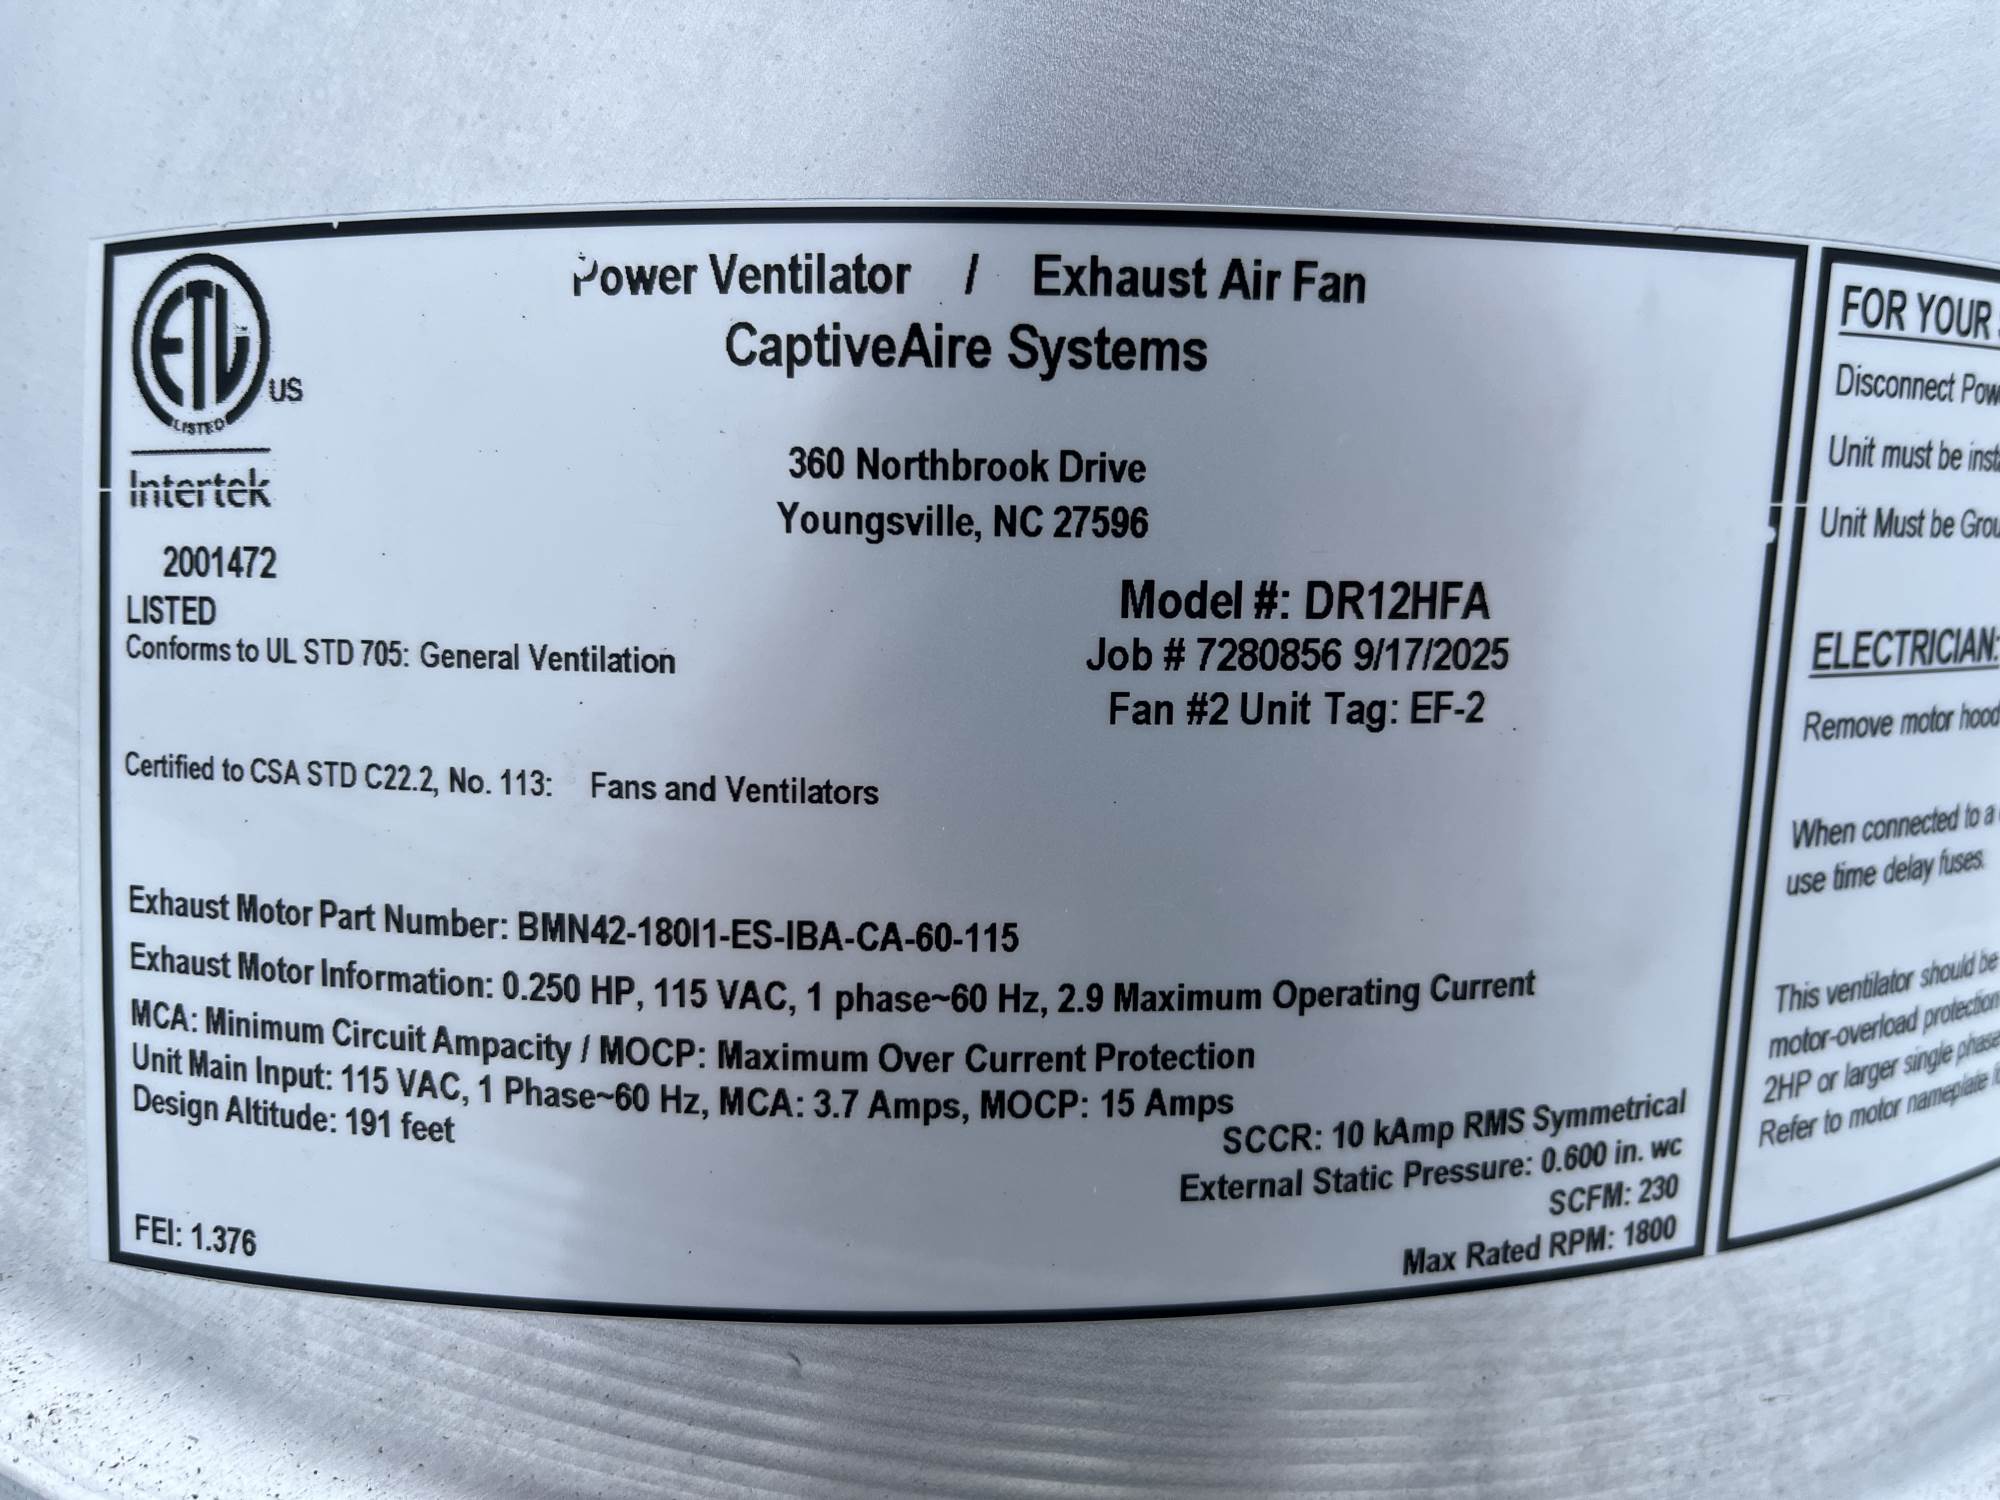 ETL
LISTED
US
Intertek
2001472
LISTED
Conforms to UL STD 705: General Ventilation
Certified to CSA STD C22.2, No. 113: Fans and Ventilators
Power Ventilator / Exhaust Air Fan
CaptiveAire Systems
360 Northbrook Drive
Youngsville, NC 27596
Model #: DR12HFA
Job # 7280856 9/17/2025
Fan #2 Unit Tag: EF-2
Exhaust Motor Part Number: BMN42-180I1-ES-IBA-CA-60-115
Exhaust Motor Information: 0.250 HP, 115 VAC, 1 phase~60 Hz, 2.9 Maximum Operating Current
MCA: Minimum Circuit Ampacity / MOCP: Maximum Over Current Protection
Unit Main Input: 115 VAC, 1 Phase~60 Hz, MCA: 3.7 Amps, MOCP: 15 Amps
Design Altitude: 191 feet
SCCR: 10 kAmp RMS Symmetrical
External Static Pressure: 0.600 in. wc
SCFM: 230
Max Rated RPM: 1800
FEI: 1.376
FOR YOUR
Disconnect
Unit must be
Unit Must be
ELECTRICIAN:
Remove motor hood
When connected to a
use time delay fuses.
This ventilator should be
motor-overload protection
2HP or larger single phase
Refer to motor nameplate